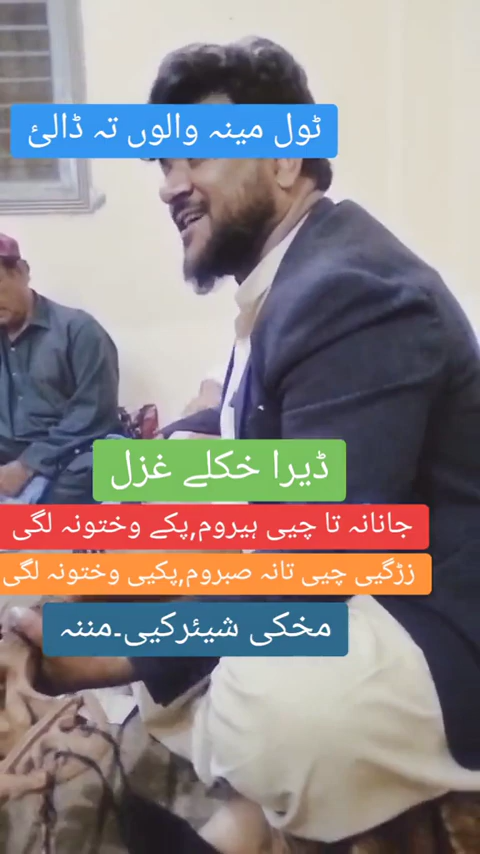 ٹول مینہ والوں تہ ڈالئ
ڈیرا خکلے غزل
جانانہ تا چیی ہیروم,پکے وختونہ لگی
زڑگیی چیی تانہ صبروم,پکیی وختونہ لگی
مخکی شیئرکیی۔مننہ